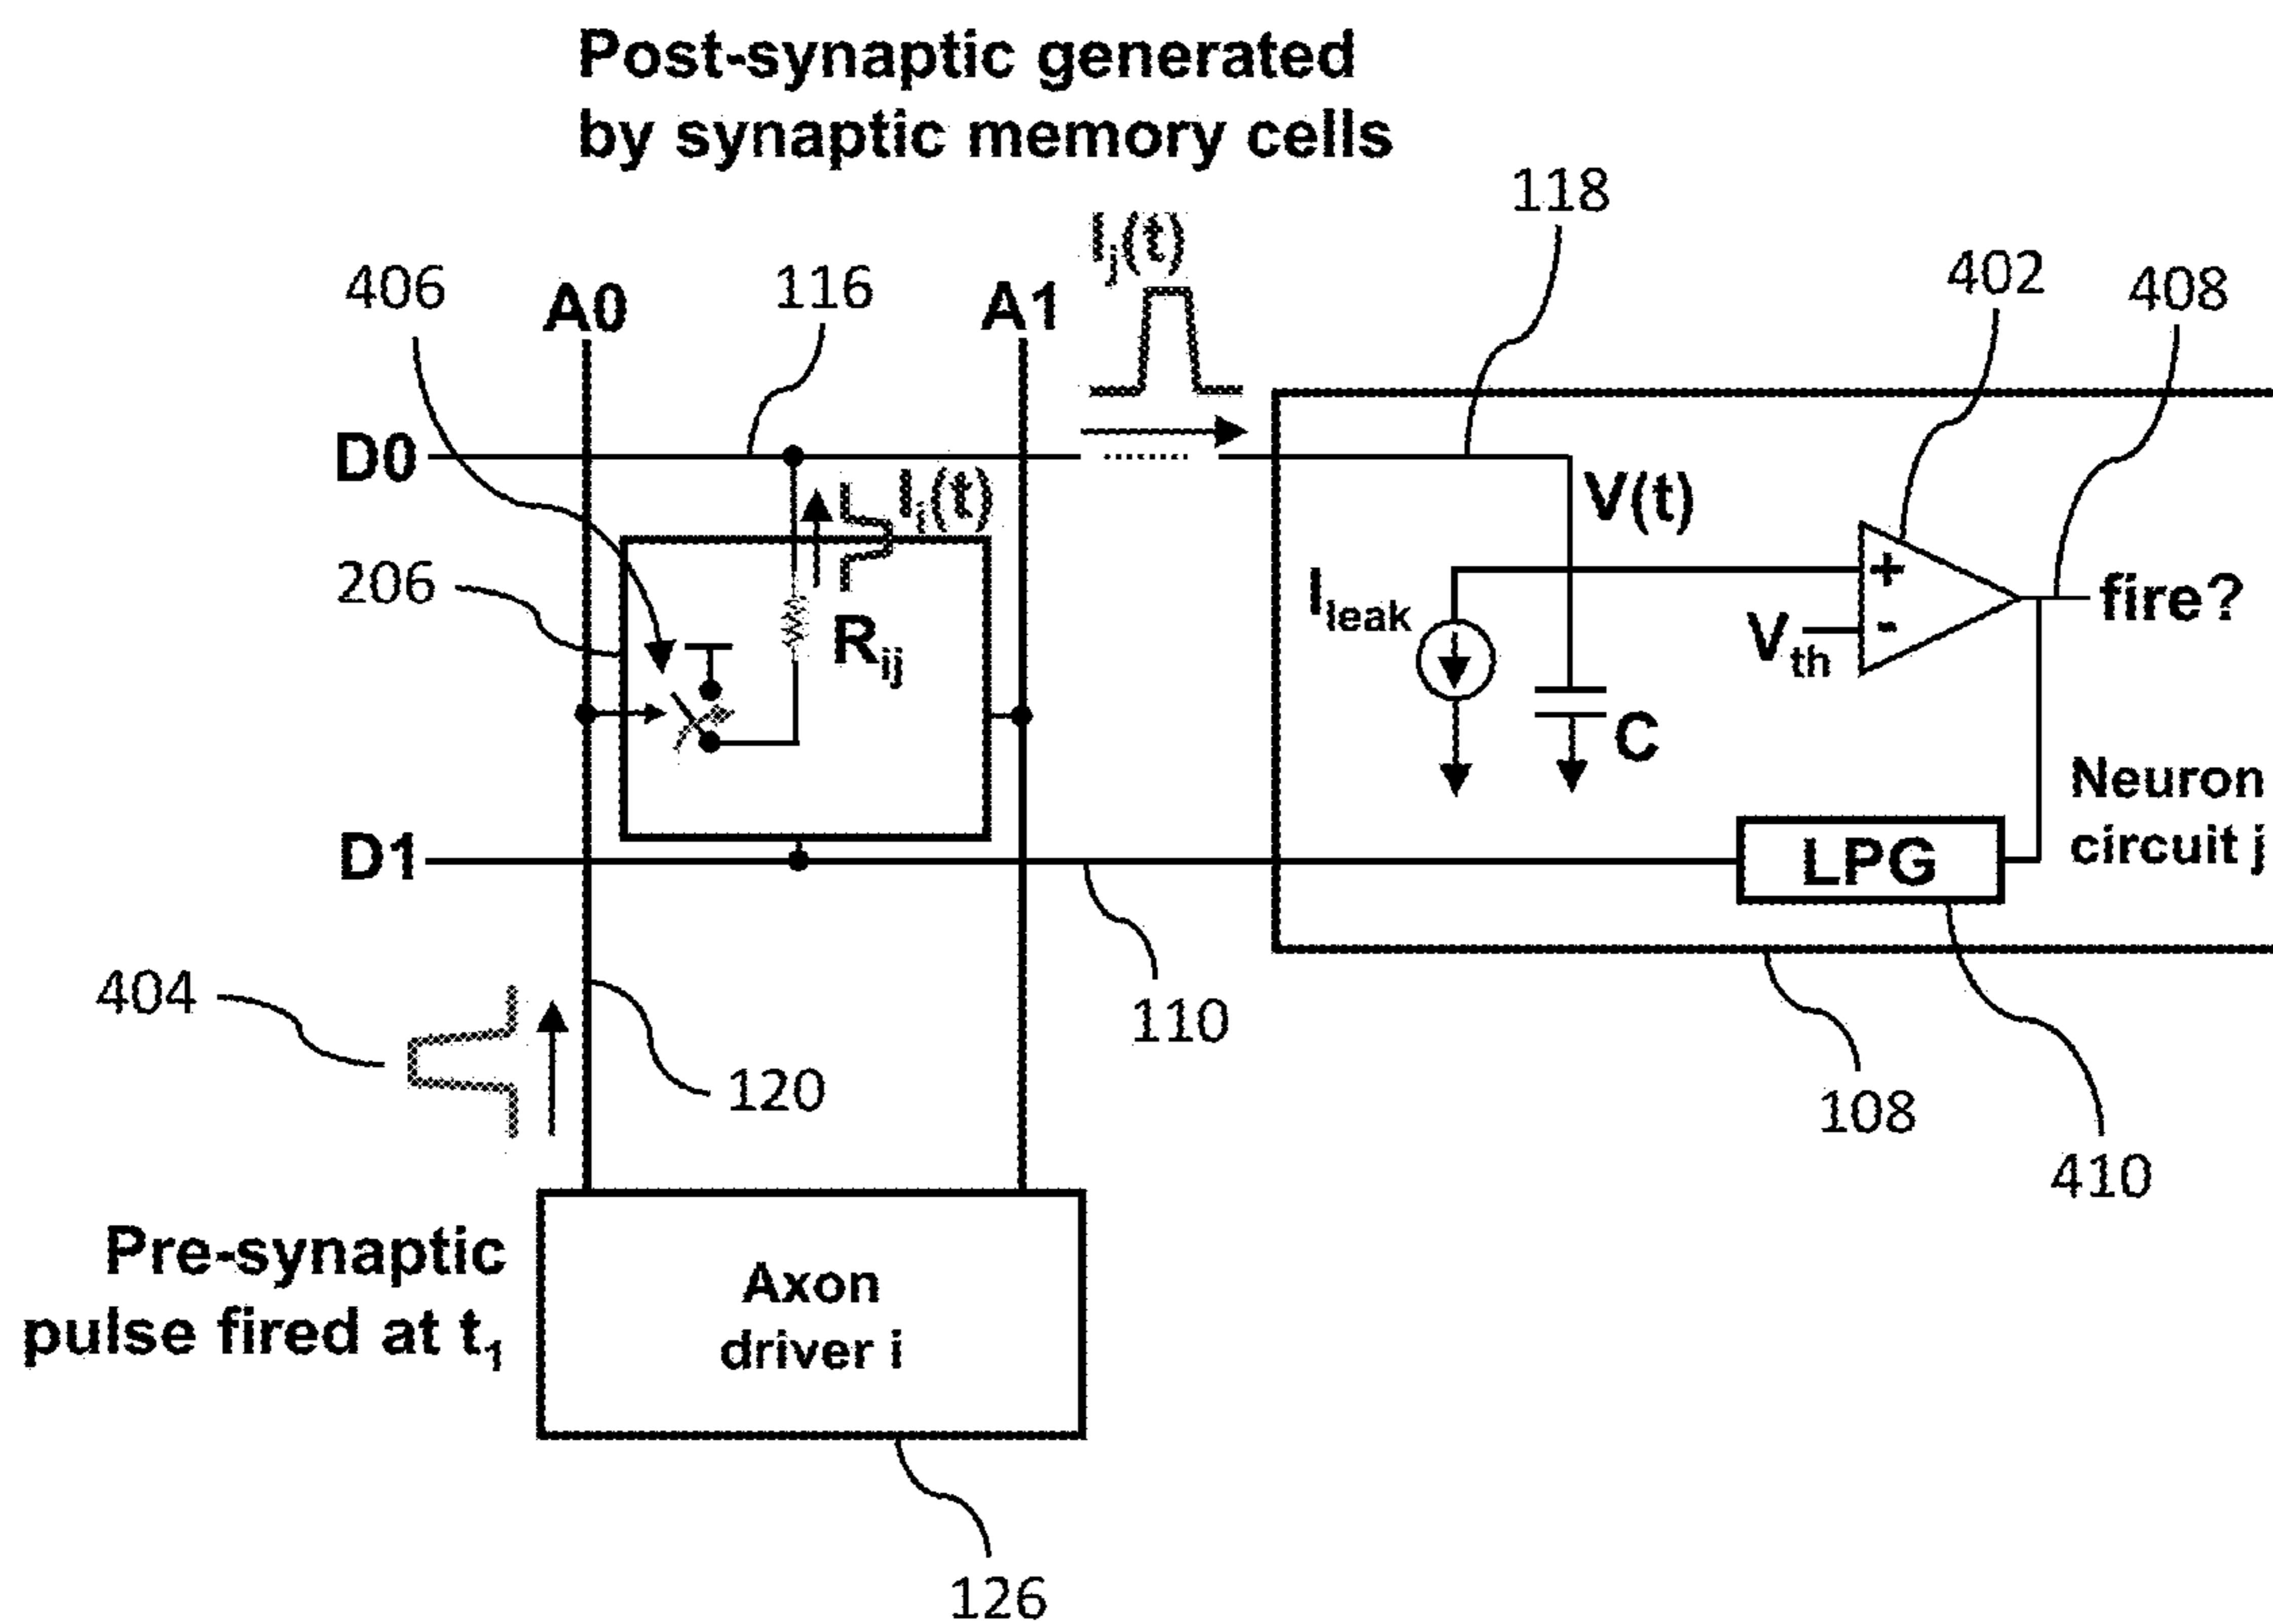 Post-synaptic generated
by synaptic memory cells
118
Ij(t)
406
A0
116
A1
402
408
D0
Ij(t)
V(t)
206
Ileak
+
fire?
Rij
Vth
-
C
Neuron
circuit j
D1
LPG
404
110
120
108
410
Pre-synaptic
pulse fired at t1
Axon
driver i
126